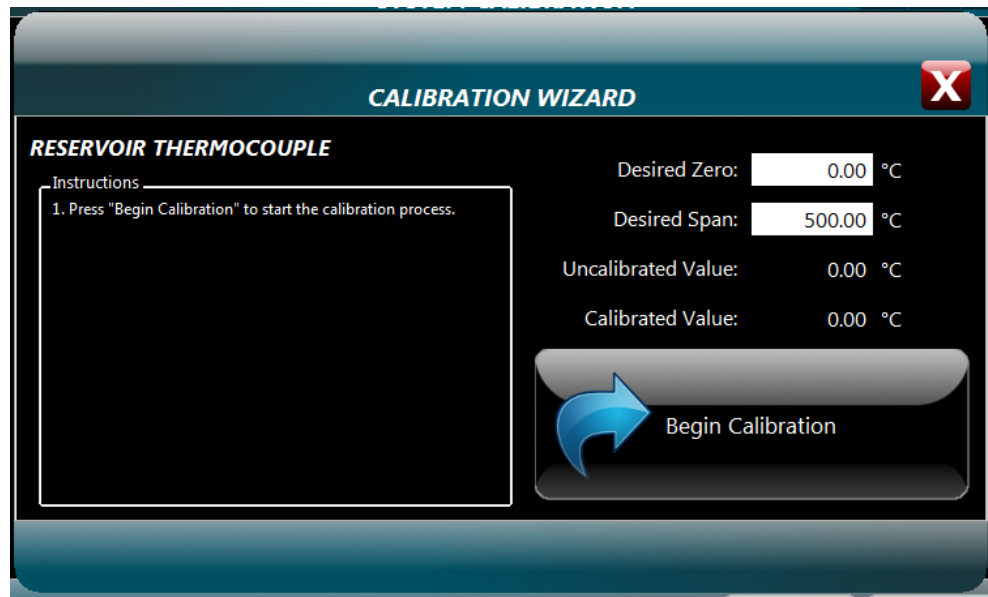 CALIBRATION WIZARD
X
RESERVOIR THERMOCOUPLE
Instructions
1. Press "Begin Calibration" to start the calibration process.
Desired Zero: 0.00 °C
Desired Span: 500.00 °C
Uncalibrated Value: 0.00 °C
Calibrated Value: 0.00 °C
Begin Calibration